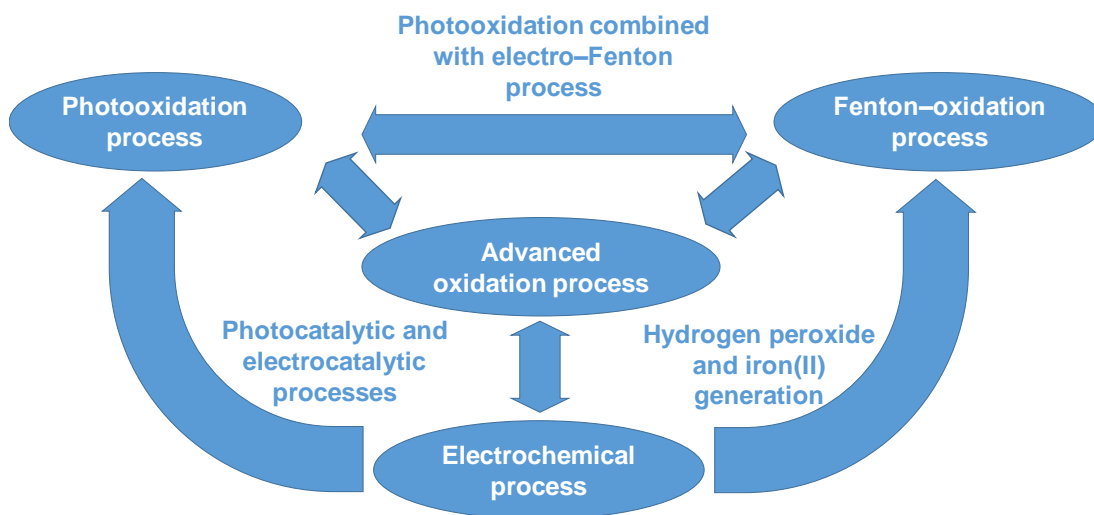 Photooxidation combined
with electro–Fenton
process
Photooxidation
process
Fenton–oxidation
process
Advanced
oxidation process
Photocatalytic and
electrocatalytic
processes
Hydrogen peroxide
and iron(II)
generation
Electrochemical
process